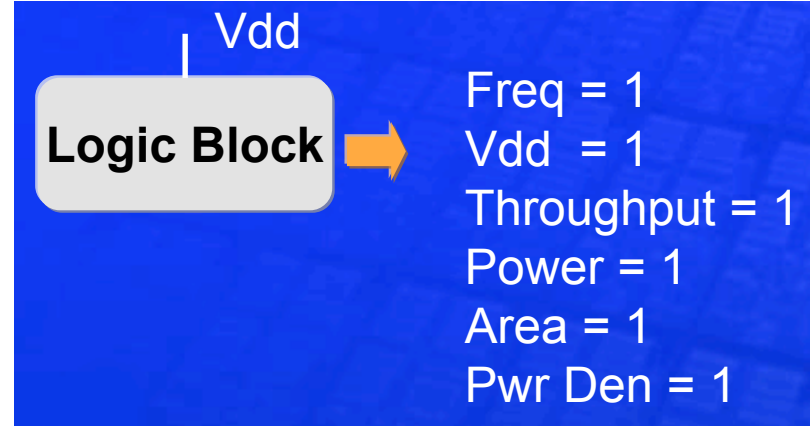 Vdd
Logic Block
Freq = 1
Vdd = 1
Throughput = 1
Power = 1
Area = 1
Pwr Den = 1